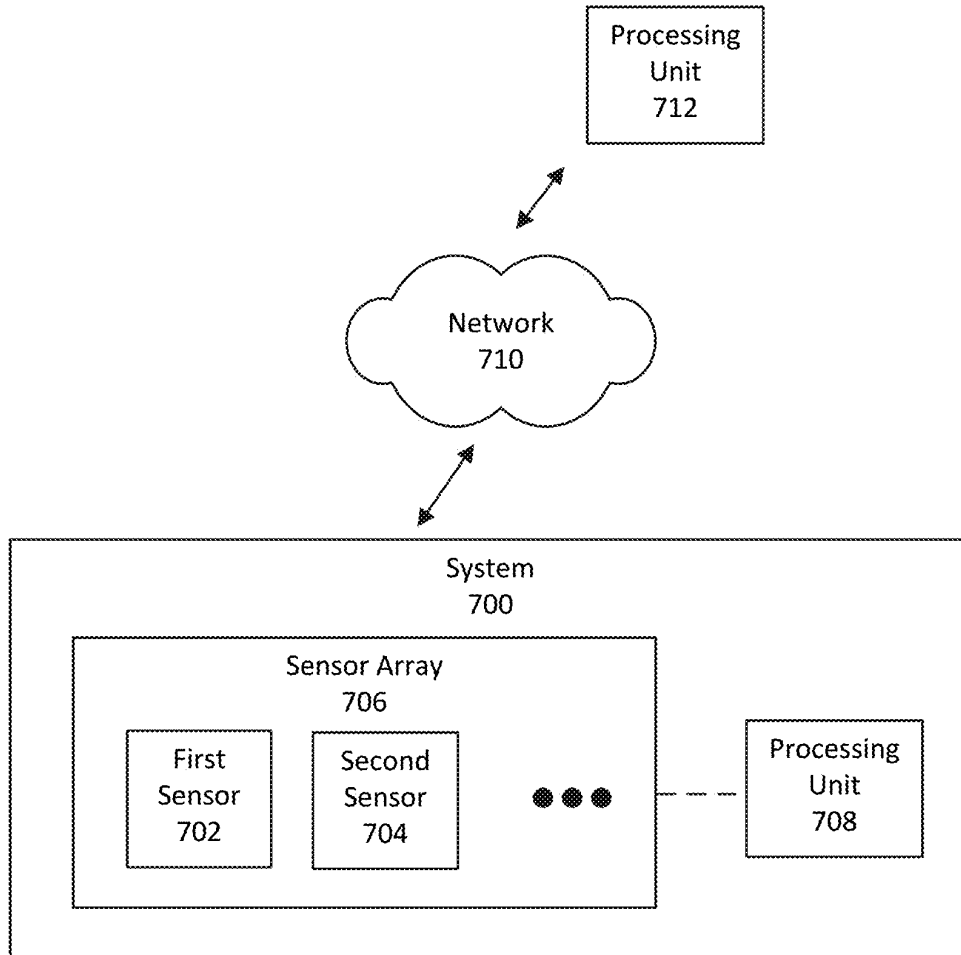 Processing
Unit
712
Network
710
System
700
Sensor Array
706
First
Sensor
702
Second
Sensor
704
Processing
Unit
708